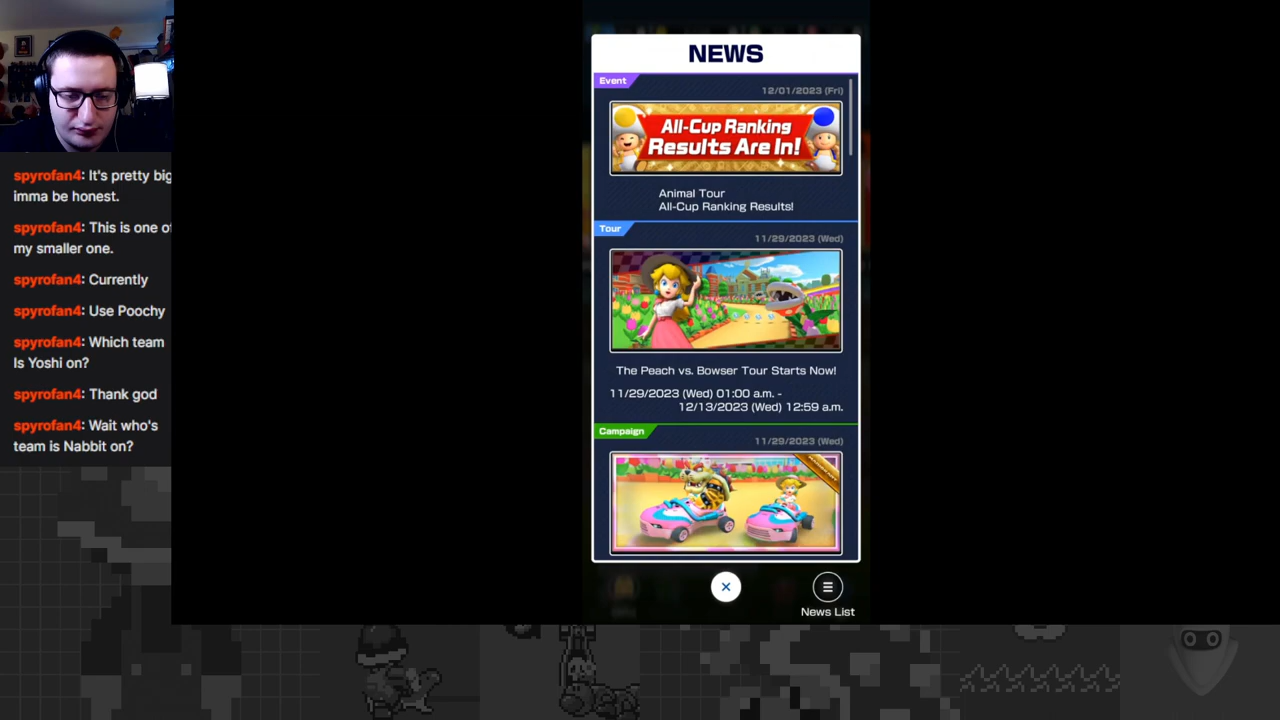 spyrofan4: It's pretty big
imma be honest.
spyrofan4: This is one of
my smaller one.
spyrofan4: Currently
spyrofan4: Use Poochy
spyrofan4: Which team
Is Yoshi on?
spyrofan4: Thank god
spyrofan4: Wait who's
team is Nabbit on?
NEWS
Event
12/01/2023 (Fri)
All-Cup Ranking
Results Are In!
Animal Tour
All-Cup Ranking Results!
Tour
11/29/2023 (Wed)
The Peach vs. Bowser Tour Starts Now!
11/29/2023 (Wed) 01:00 a.m. -
12/13/2023 (Wed) 12:59 a.m.
Campaign
11/29/2023 (Wed)
News List